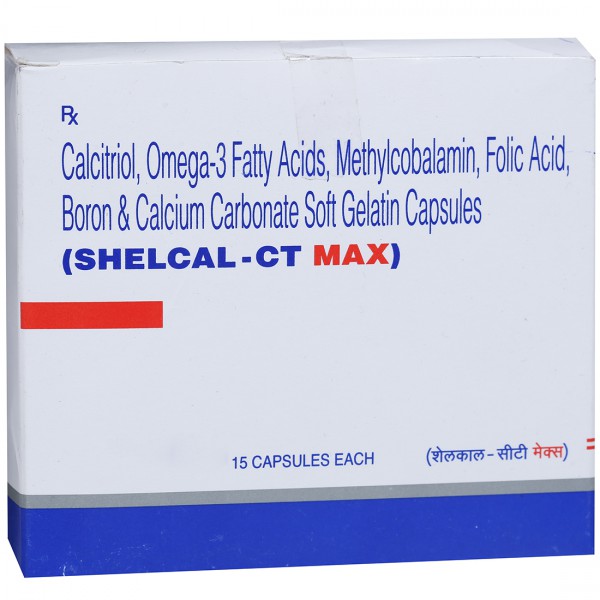 Rx
Calcitriol, Omega-3 Fatty Acids, Methylcobalamin, Folic Acid,
Boron & Calcium Carbonate Soft Gelatin Capsules
(SHELCAL-CT MAX)
15 CAPSULES EACH (शेलकाल-सीटी मेक्स)